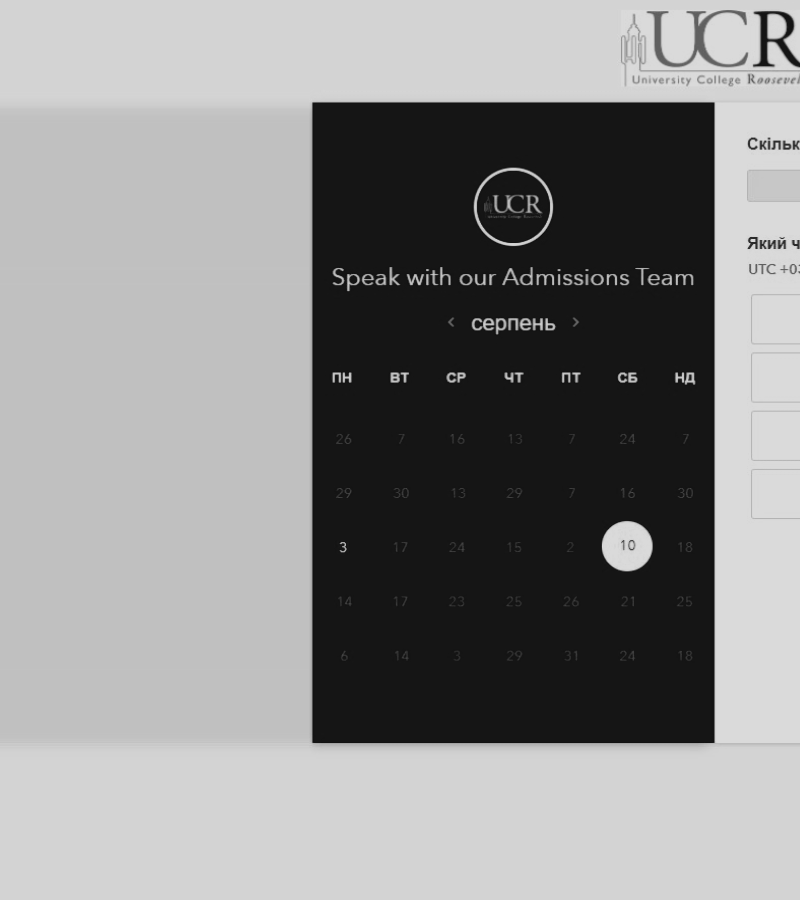 UCR
University College Roosevel
UCR
Speak with our Admissions Team
< серпень >
ПН ВТ СР ЧТ ПТ СБ НД
26 7 16 13 7 24 7
29 30 13 29 7 16 30
3 17 24 15 2 10 18
14 17 23 25 26 21 25
6 14 3 29 31 24 18
Скільк
Який ч
UTC +03